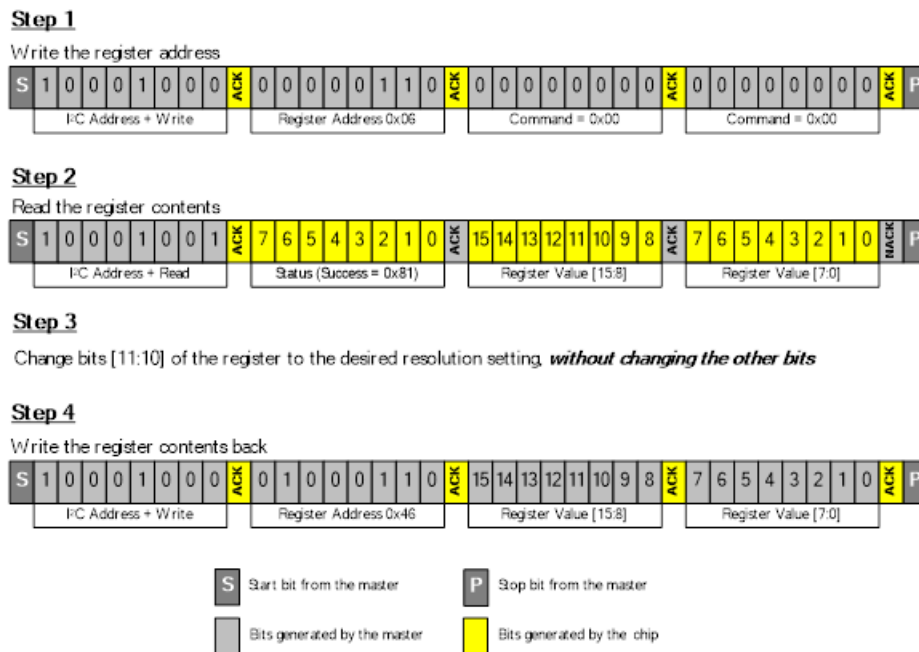 Step 1
Write the register address
S 1 0 0 0 1 0 0 0 ACK 0 0 0 0 0 1 1 0 ACK 0 0 0 0 0 0 0 0 ACK 0 0 0 0 0 0 0 0 ACK P
I²C Address + Write Register Address 0x06 Command = 0x00 Command = 0x00
Step 2
Read the register contents
S 1 0 0 0 1 0 0 1 ACK 7 6 5 4 3 2 1 0 ACK 15 14 13 12 11 10 9 8 ACK 7 6 5 4 3 2 1 0 NACK P
I²C Address + Read Status (Success = 0x81) Register Value [15:8] Register Value [7:0]
Step 3
Change bits [11:10] of the register to the desired resolution setting, without changing the other bits
Step 4
Write the register contents back
S 1 0 0 0 1 0 0 0 ACK 0 1 0 0 0 1 1 0 ACK 15 14 13 12 11 10 9 8 ACK 7 6 5 4 3 2 1 0 ACK P
I²C Address + Write Register Address 0x46 Register Value [15:8] Register Value [7:0]
S Start bit from the master P Stop bit from the master
Bits generated by the master Bits generated by the chip